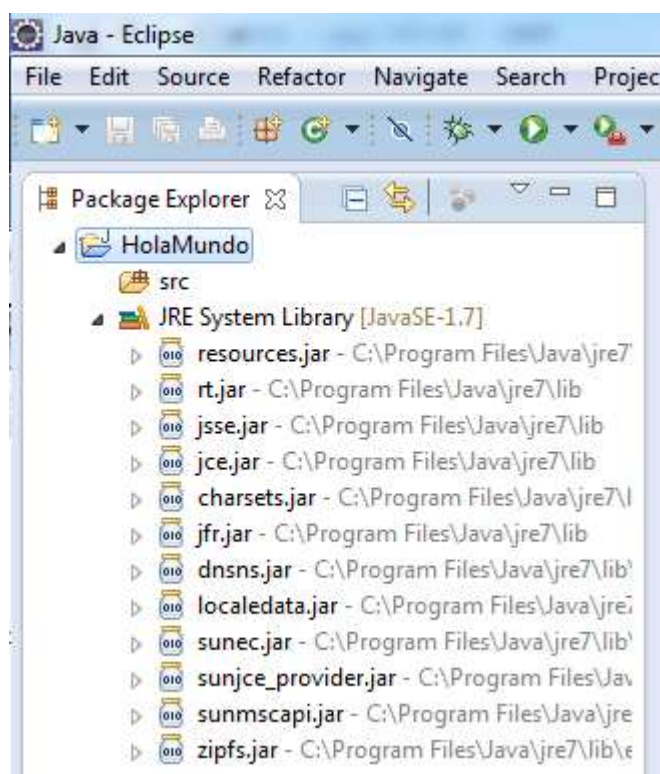 Java - Eclipse
File Edit Source Refactor Navigate Search Projec
Package Explorer
HolaMundo
src
JRE System Library [JavaSE-1.7]
resources.jar - C:\Program Files\Java\jre7
rt.jar - C:\Program Files\Java\jre7\lib
jsse.jar - C:\Program Files\Java\jre7\lib
jce.jar - C:\Program Files\Java\jre7\lib
charsets.jar - C:\Program Files\Java\jre7\l
jfr.jar - C:\Program Files\Java\jre7\lib
dnsns.jar - C:\Program Files\Java\jre7\lib\
localedata.jar - C:\Program Files\Java\jre7
sunec.jar - C:\Program Files\Java\jre7\lib\
sunjce_provider.jar - C:\Program Files\Jav
sunmscapi.jar - C:\Program Files\Java\jre
zipfs.jar - C:\Program Files\Java\jre7\lib\e